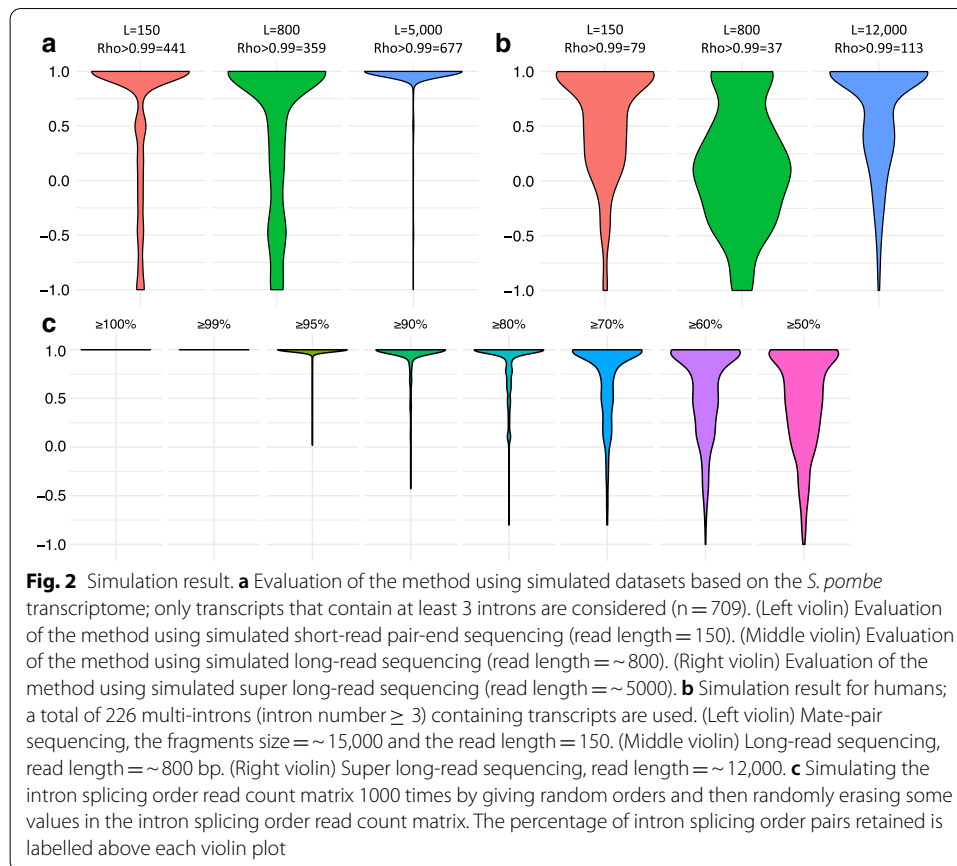 a
L=150 L=800 L=5,000
Rho>0.99=441 Rho>0.99=359 Rho>0.99=677
1.0
0.5
0.0
−0.5
−1.0
b
L=150 L=800 L=12,000
Rho>0.99=79 Rho>0.99=37 Rho>0.99=113
1.0
0.5
0.0
−0.5
−1.0
c
≥100% ≥99% ≥95% ≥90% ≥80% ≥70% ≥60% ≥50%
1.0
0.5
0.0
−0.5
−1.0
Fig. 2 Simulation result. a Evaluation of the method using simulated datasets based on the S. pombe
transcriptome; only transcripts that contain at least 3 introns are considered (n = 709). (Left violin) Evaluation
of the method using simulated short-read pair-end sequencing (read length = 150). (Middle violin) Evaluation
of the method using simulated long-read sequencing (read length = ~ 800). (Right violin) Evaluation of the
method using simulated super long-read sequencing (read length = ~ 5000). b Simulation result for humans;
a total of 226 multi-introns (intron number ≥ 3) containing transcripts are used. (Left violin) Mate-pair
sequencing, the fragments size = ~ 15,000 and the read length = 150. (Middle violin) Long-read sequencing,
read length = ~ 800 bp. (Right violin) Super long-read sequencing, read length = ~ 12,000. c Simulating the
intron splicing order read count matrix 1000 times by giving random orders and then randomly erasing some
values in the intron splicing order read count matrix. The percentage of intron splicing order pairs retained is
labelled above each violin plot